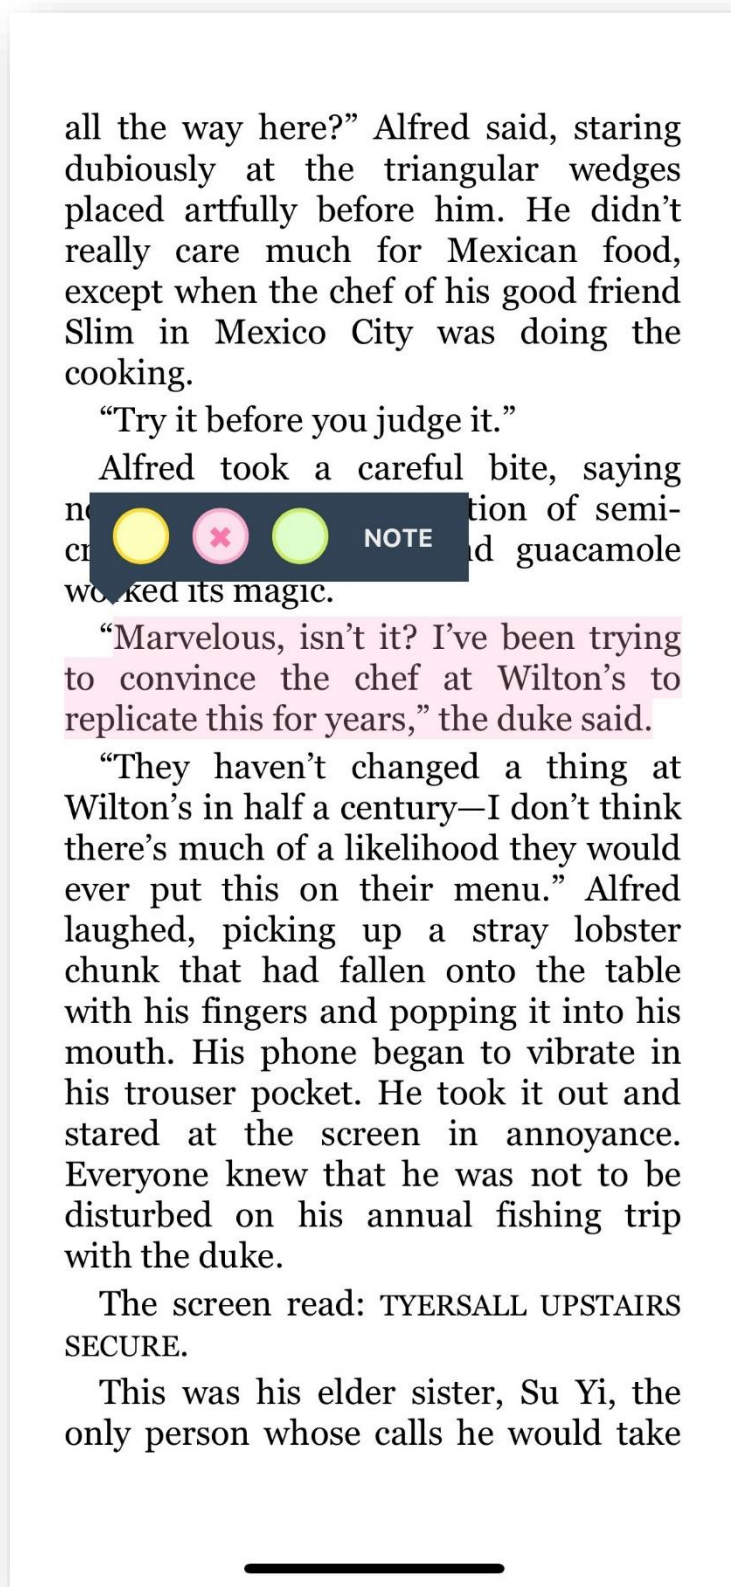 all the way here?” Alfred said, staring
dubiously at the triangular wedges
placed artfully before him. He didn’t
really care much for Mexican food,
except when the chef of his good friend
Slim in Mexico City was doing the
cooking.
“Try it before you judge it.”
Alfred took a careful bite, saying
tion of semi-
NOTE
guacamole
worked its magic.
“Marvelous, isn’t it? I’ve been trying
to convince the chef at Wilton’s to
replicate this for years,” the duke said.
“They haven’t changed a thing at
Wilton’s in half a century—I don’t think
there’s much of a likelihood they would
ever put this on their menu.” Alfred
laughed, picking up a stray lobster
chunk that had fallen onto the table
with his fingers and popping it into his
mouth. His phone began to vibrate in
his trouser pocket. He took it out and
stared at the screen in annoyance.
Everyone knew that he was not to be
disturbed on his annual fishing trip
with the duke.
The screen read: TYERSALL UPSTAIRS
SECURE.
This was his elder sister, Su Yi, the
only person whose calls he would take